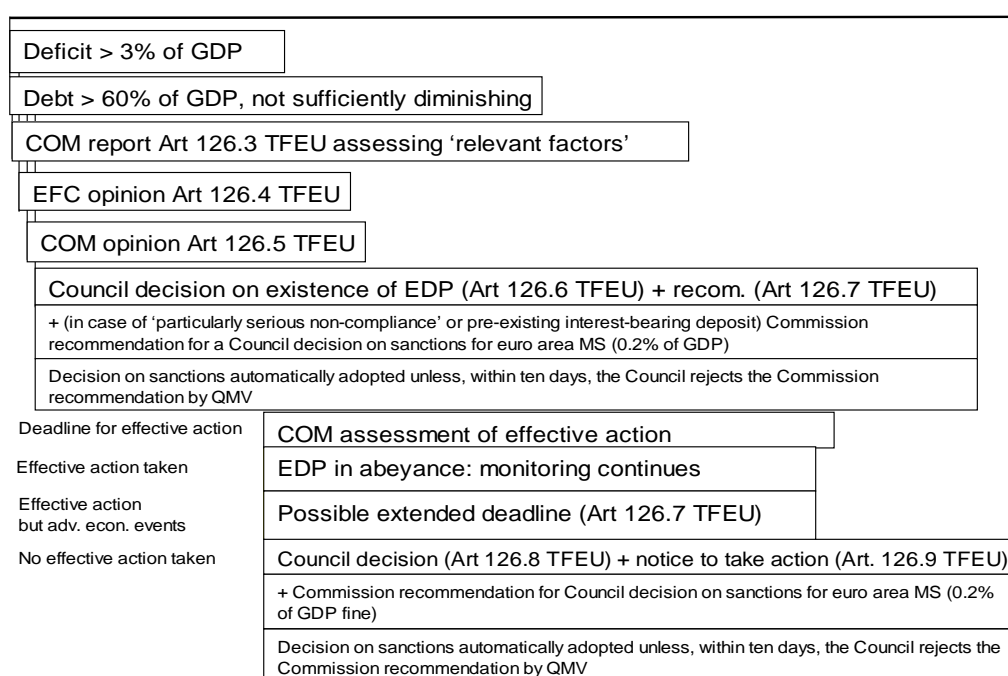 Deficit > 3% of GDP
Debt > 60% of GDP, not sufficiently diminishing
COM report Art 126.3 TFEU assessing ‘relevant factors’
EFC opinion Art 126.4 TFEU
COM opinion Art 126.5 TFEU
Council decision on existence of EDP (Art 126.6 TFEU) + recom. (Art 126.7 TFEU)
+ (in case of ‘particularly serious non-compliance’ or pre-existing interest-bearing deposit) Commission
recommendation for a Council decision on sanctions for euro area MS (0.2% of GDP)
Decision on sanctions automatically adopted unless, within ten days, the Council rejects the Commission
recommendation by QMV
Deadline for effective action
COM assessment of effective action
Effective action taken
EDP in abeyance: monitoring continues
Effective action
but adv. econ. events
Possible extended deadline (Art 126.7 TFEU)
No effective action taken
Council decision (Art 126.8 TFEU) + notice to take action (Art. 126.9 TFEU)
+ Commission recommendation for Council decision on sanctions for euro area MS (0.2%
of GDP fine)
Decision on sanctions automatically adopted unless, within ten days, the Council rejects the
Commission recommendation by QMV